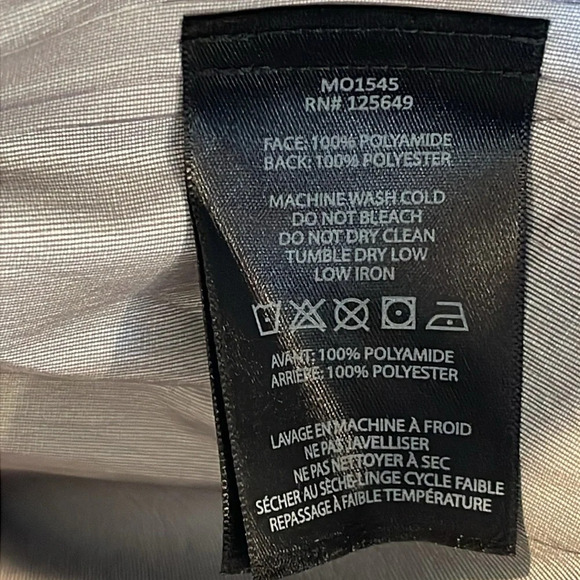 MO1545
RN# 125649
FACE: 100% POLYAMIDE
BACK: 100% POLYESTER
MACHINE WASH COLD
DO NOT BLEACH
DO NOT DRY CLEAN
TUMBLE DRY LOW
LOW IRON
AVANT: 100% POLYAMIDE
ARRIÈRE: 100% POLYESTER
LAVAGE EN MACHINE À FROID
NE PAS JAVELLISER
NE PAS NETTOYER À SEC
SÉCHER AU SÈCHE-LINGE CYCLE FAIBLE
REPASSAGE À FAIBLE TEMPÉRATURE